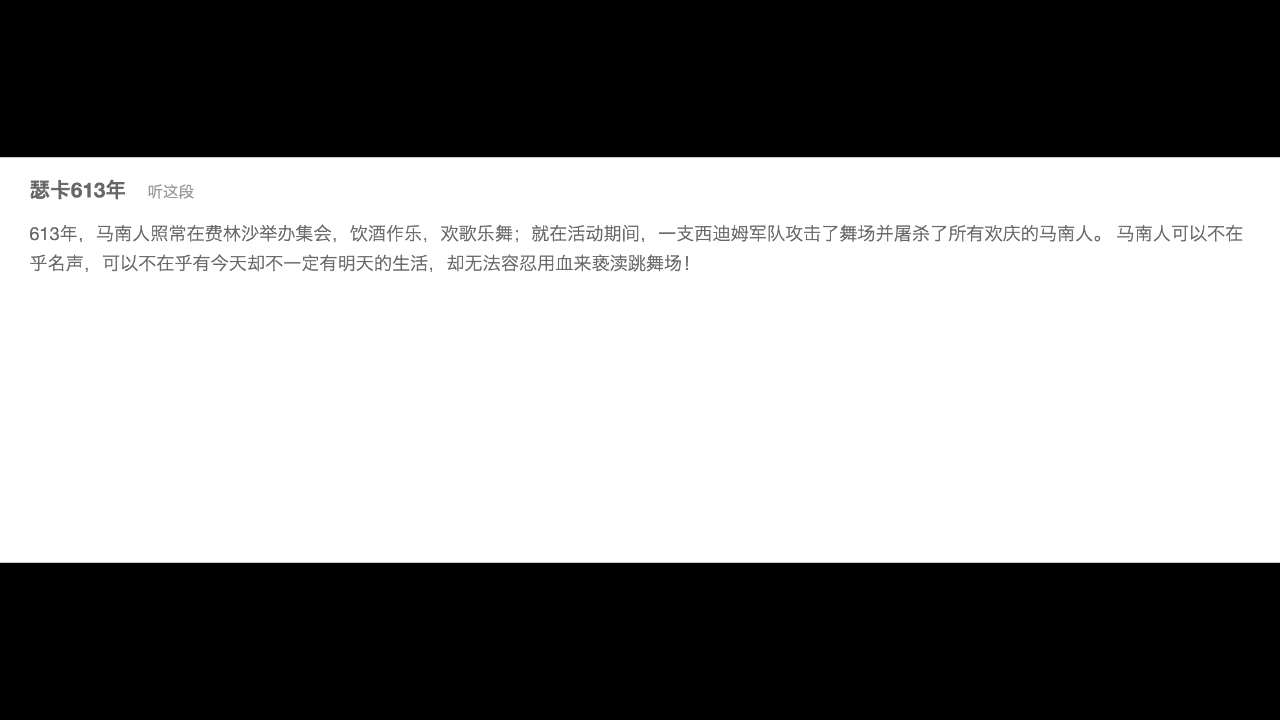 瑟卡613年 听这段
613年，马南人照常在费林沙举办集会，饮酒作乐，欢歌乐舞；就在活动期间，一支西迪姆军队攻击了舞场并屠杀了所有欢庆的马南人。 马南人可以不在
乎名声，可以不在乎有今天却不一定有明天的生活，却无法容忍用血来亵渎跳舞场！